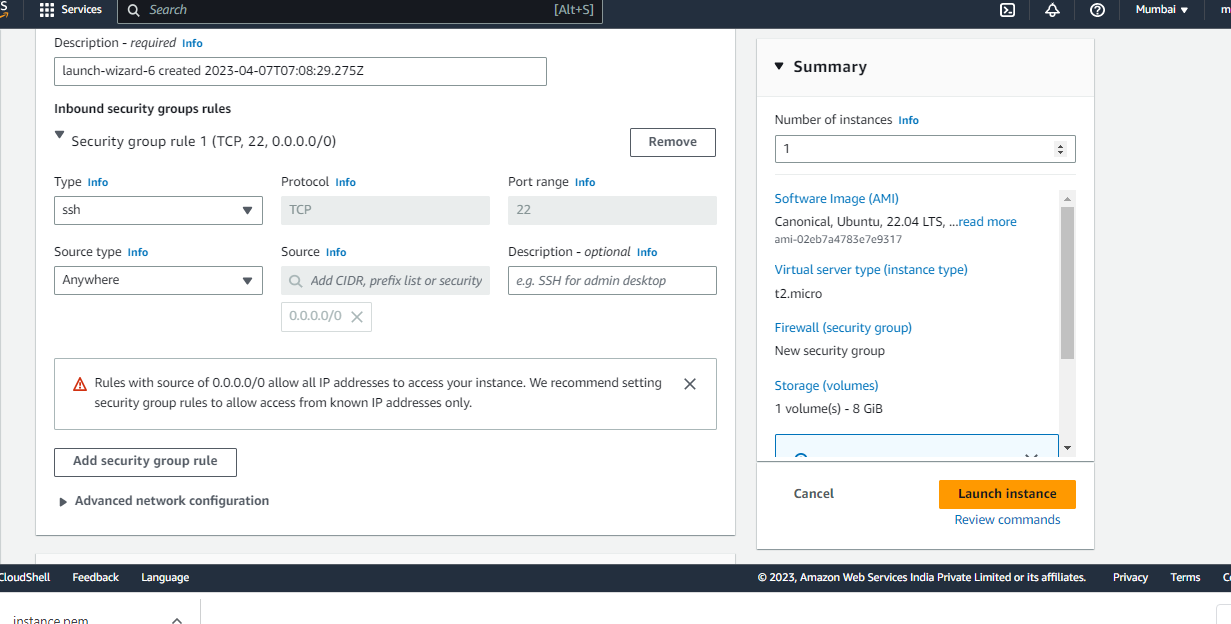 Services
Search
[Alt+S]
Mumbai
Description - required Info
launch-wizard-6 created 2023-04-07T07:08:29.275Z
Inbound security groups rules
Security group rule 1 (TCP, 22, 0.0.0.0/0)
Remove
Type Info
Protocol Info
Port range Info
ssh
TCP
22
Source type Info
Source Info
Description - optional Info
Anywhere
Add CIDR, prefix list or security
e.g. SSH for admin desktop
0.0.0.0/0
Rules with source of 0.0.0.0/0 allow all IP addresses to access your instance. We recommend setting
security group rules to allow access from known IP addresses only.
Add security group rule
Advanced network configuration
Summary
Number of instances Info
1
Software Image (AMI)
Canonical, Ubuntu, 22.04 LTS, ...read more
ami-02eb7a4783e7e9317
Virtual server type (instance type)
t2.micro
Firewall (security group)
New security group
Storage (volumes)
1 volume(s) - 8 GiB
Cancel
Launch instance
Review commands
CloudShell
Feedback
Language
© 2023, Amazon Web Services India Private Limited or its affiliates.
Privacy
Terms
instance.pem